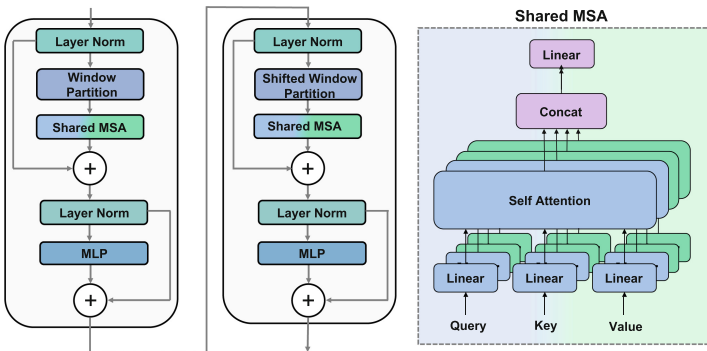 Layer Norm
Window
Partition
Shared MSA
+
Layer Norm
MLP
+
Layer Norm
Shifted Window
Partition
Shared MSA
+
Layer Norm
MLP
+
Shared MSA
Linear
Concat
Self Attention
Linear
Linear
Linear
Query
Key
Value